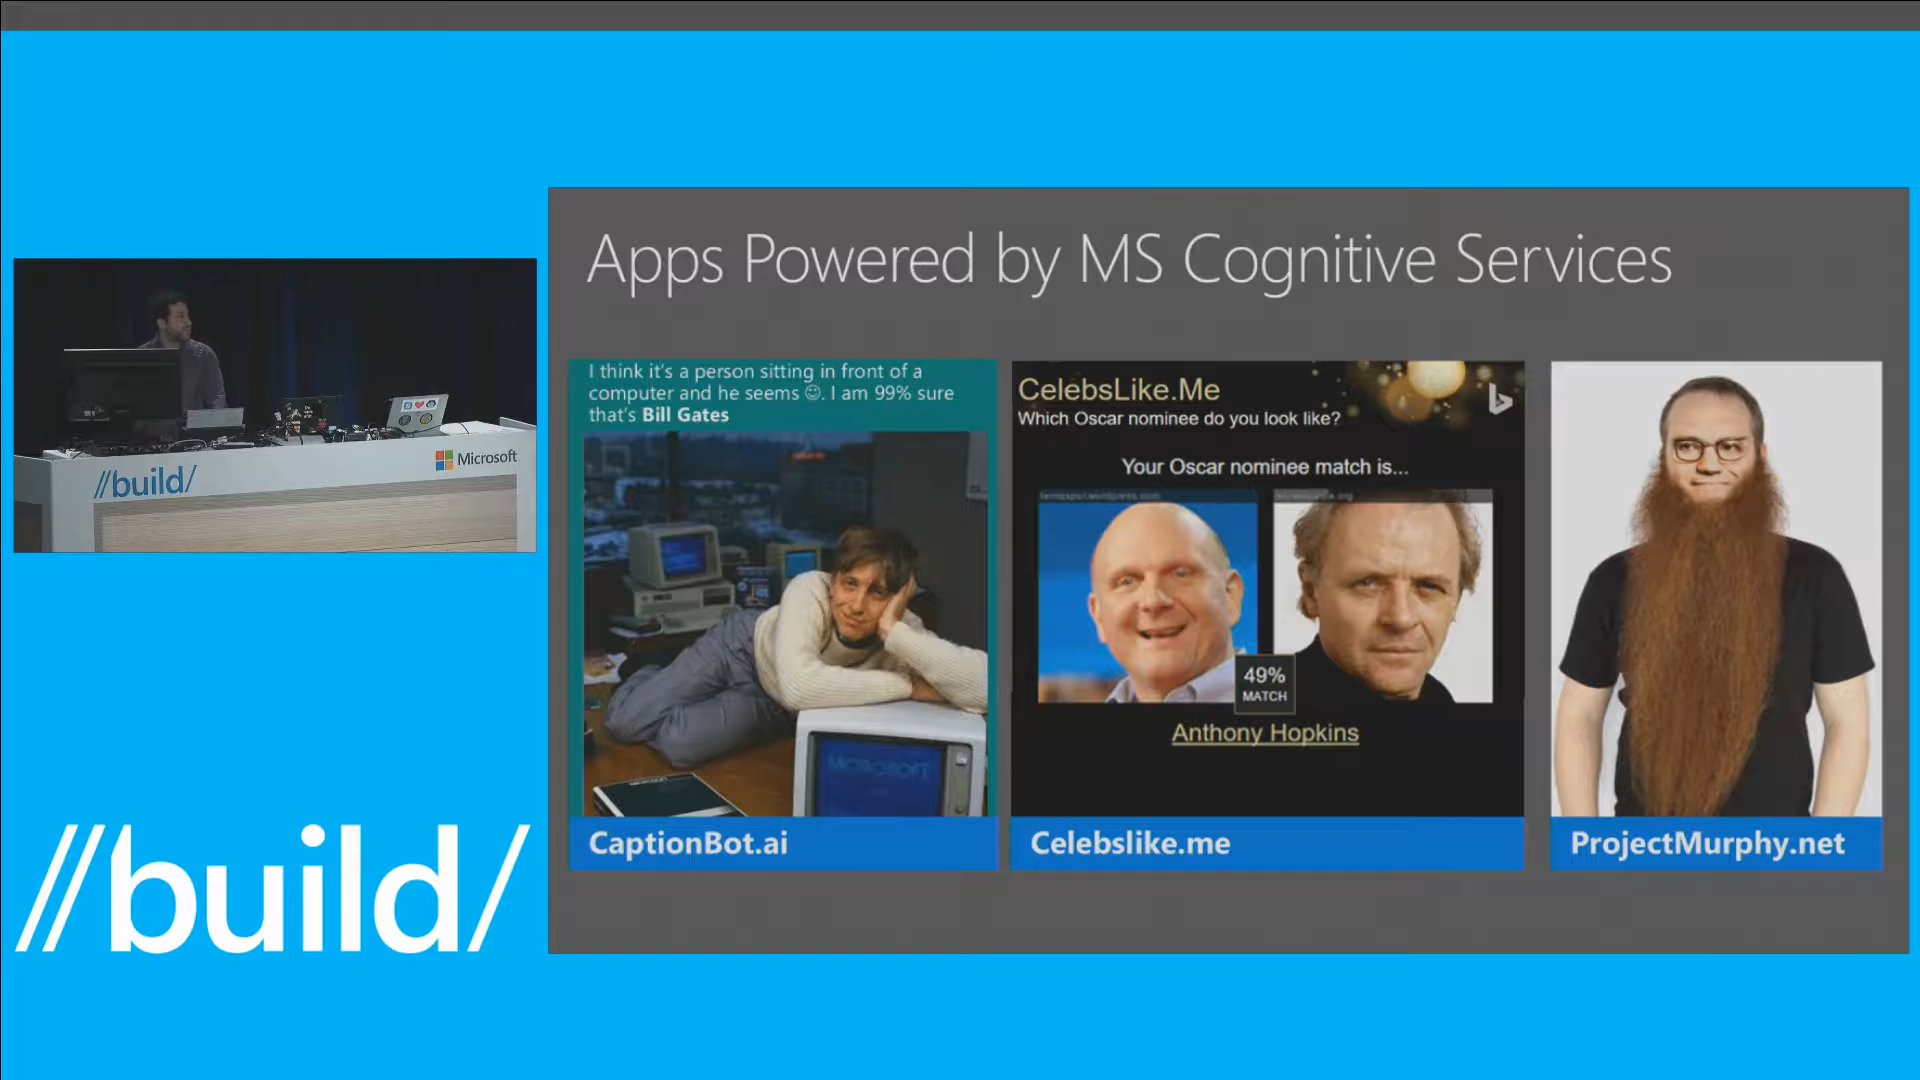 Apps Powered by MS Cognitive Services
I think it's a person sitting in front of a
computer and he seems ☺. I am 99% sure
that's Bill Gates
MICROSOFT
CaptionBot.ai
CelebsLike.Me
Which Oscar nominee do you look like?
Your Oscar nominee match is...
49%
MATCH
Anthony Hopkins
Celebslike.me
ProjectMurphy.net
//build/
Microsoft
//build/